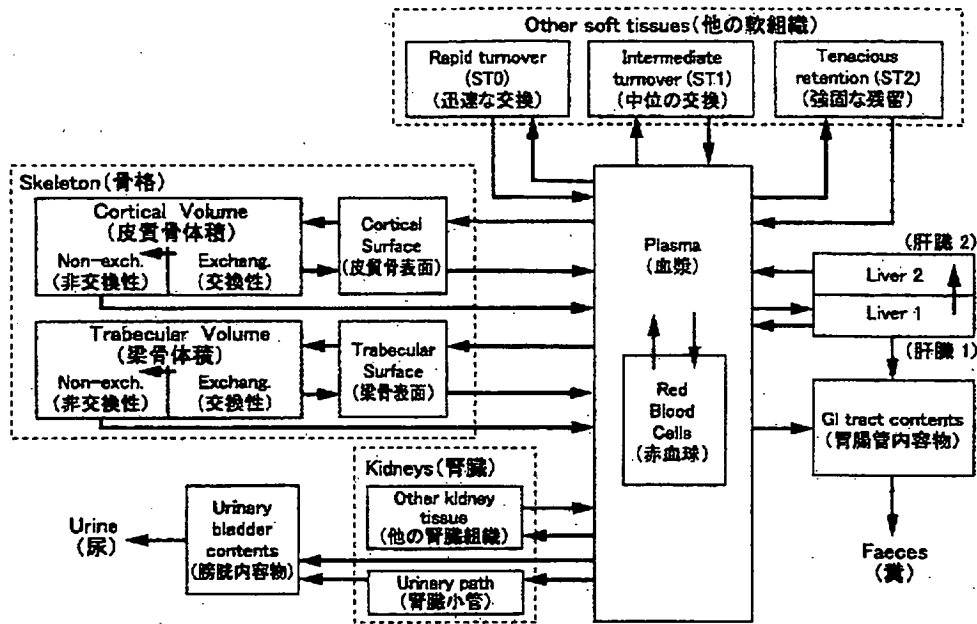 Other soft tissues(他の軟組織)
Rapid turnover
(ST0)
(迅速な交換)
Intermediate
turnover (ST1)
(中位の交換)
Tenacious
retention (ST2)
(強固な残留)
Skeleton(骨格)
Cortical Volume
(皮質骨体積)
Non-exch.
(非交換性)
Exchang.
(交換性)
Cortical
Surface
(皮質骨表面)
Trabecular Volume
(梁骨体積)
Non-exch.
(非交換性)
Exchang.
(交換性)
Trabecular
Surface
(梁骨表面)
Plasma
(血漿)
Red
Blood
Cells
(赤血球)
(肝臓 2)
Liver 2
Liver 1
(肝臓 1)
GI tract contents
(胃腸管内容物)
Faeces
(糞)
Kidneys(腎臓)
Other kidney
tissue
(他の腎臓組織)
Urinary path
(腎臓小管)
Urinary
bladder
contents
(膀胱内容物)
Urine
(尿)